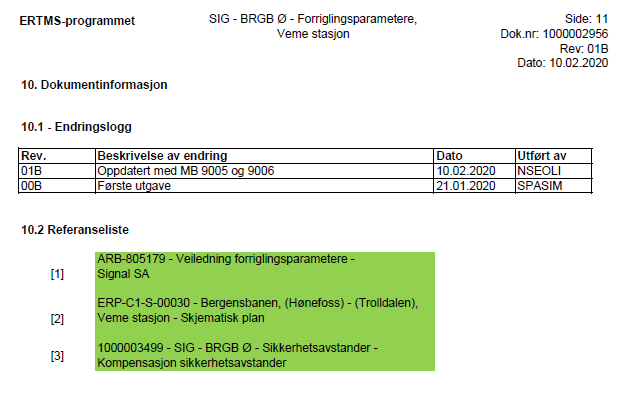 ERTMS-programmet
SIG - BRGB Ø - Forriglingsparametere,
Veme stasjon
Side: 11
Dok.nr: 1000002956
Rev: 01B
Dato: 10.02.2020
10. Dokumentinformasjon
10.1 - Endringslogg
Rev. Beskrivelse av endring Dato Utført av
01B Oppdatert med MB 9005 og 9006 10.02.2020 NSEOLI
00B Første utgave 21.01.2020 SPASIM
10.2 Referanseliste
[1] ARB-805179 - Veiledning forriglingsparametere -
Signal SA
[2] ERP-C1-S-00030 - Bergensbanen, (Hønefoss) - (Trolldalen),
Veme stasjon - Skjematisk plan
[3] 1000003499 - SIG - BRGB Ø - Sikkerhetsavstander -
Kompensasjon sikkerhetsavstander